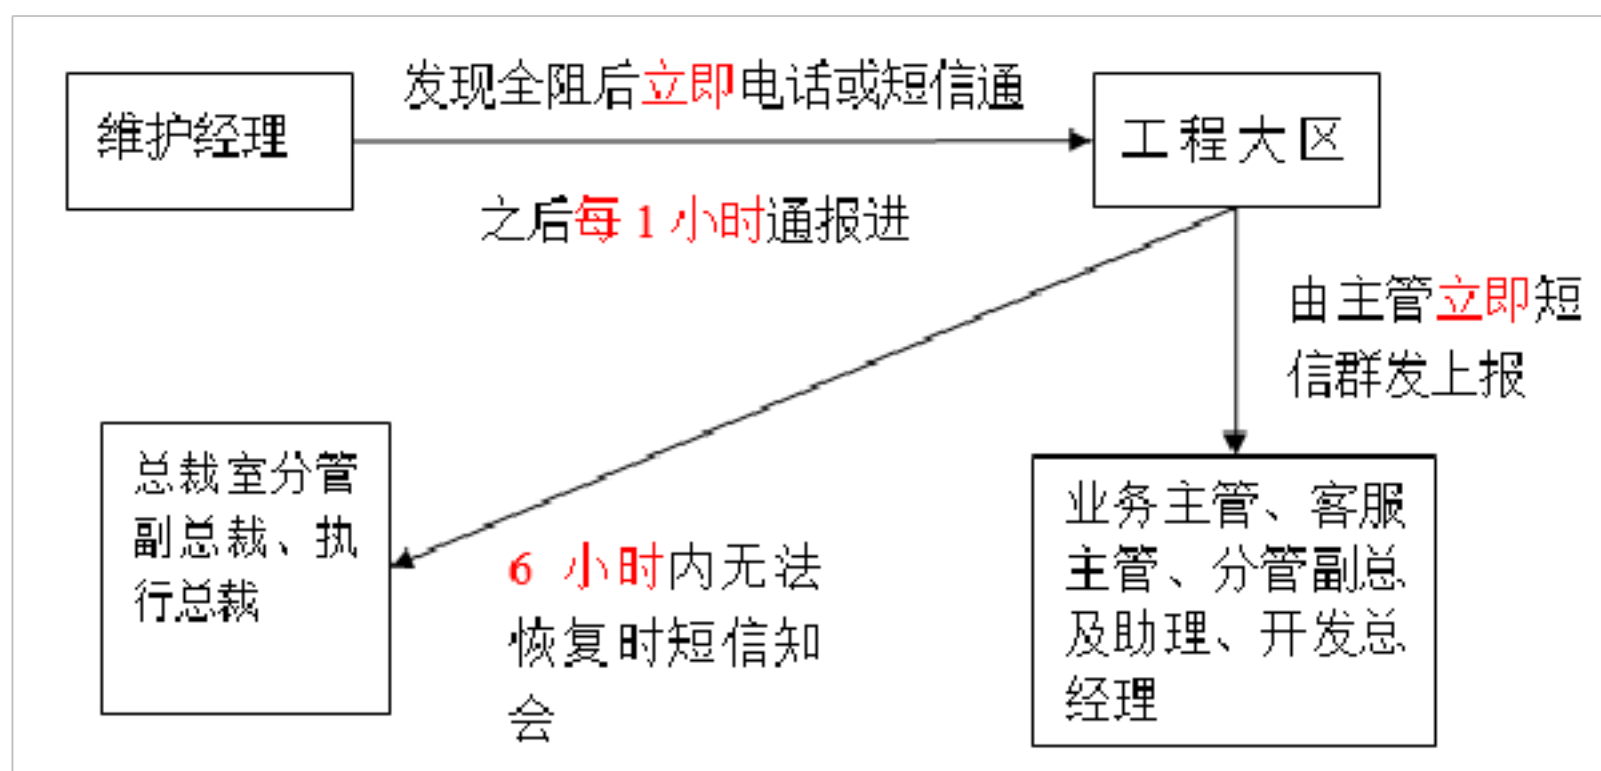 发现全阻后立即电话或短信通
维护经理
工程大区
之后每1小时通报进
由主管立即短
信群发上报
总裁室分管
副总裁、执
行总裁
6 小时内无法
恢复时短信知
会
业务主管、客服
主管、分管副总
及助理、开发总
经理